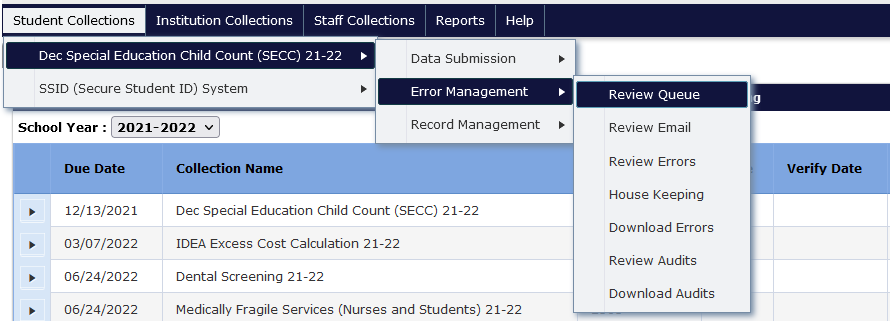 Student Collections Institution Collections Staff Collections Reports Help
Dec Special Education Child Count (SECC) 21-22
SSID (Secure Student ID) System
Data Submission
Error Management
Record Management
Review Queue
Review Email
Review Errors
House Keeping
Download Errors
Review Audits
Download Audits
School Year : 2021-2022
Due Date Collection Name Verify Date
12/13/2021 Dec Special Education Child Count (SECC) 21-22
03/07/2022 IDEA Excess Cost Calculation 21-22
06/24/2022 Dental Screening 21-22
06/24/2022 Medically Fragile Services (Nurses and Students) 21-22